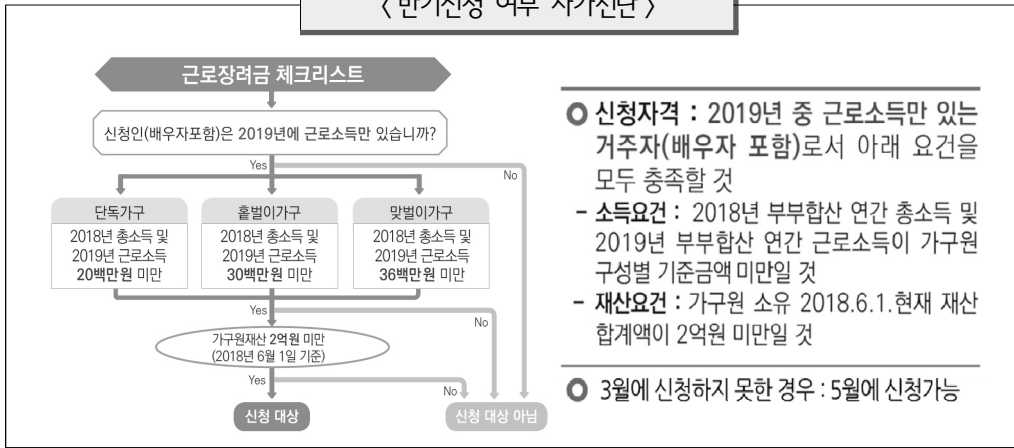 < 반기신청 여부 자가진단 >
근로장려금 체크리스트
신청인(배우자포함)은 2019년에 근로소득만 있습니까?
Yes
No
단독가구
2018년 총소득 및
2019년 근로소득
20백만원 미만
홑벌이가구
2018년 총소득 및
2019년 근로소득
30백만원 미만
맞벌이가구
2018년 총소득 및
2019년 근로소득
36백만원 미만
Yes
No
가구원재산 2억원 미만
(2018년 6월 1일 기준)
Yes
No
신청 대상
신청 대상 아님
신청자격 : 2019년 중 근로소득만 있는
거주자(배우자 포함)로서 아래 요건을
모두 충족할 것
- 소득요건 : 2018년 부부합산 연간 총소득 및
2019년 부부합산 연간 근로소득이 가구원
구성별 기준금액 미만일 것
- 재산요건 : 가구원 소유 2018.6.1.현재 재산
합계액이 2억원 미만일 것
3월에 신청하지 못한 경우 : 5월에 신청가능